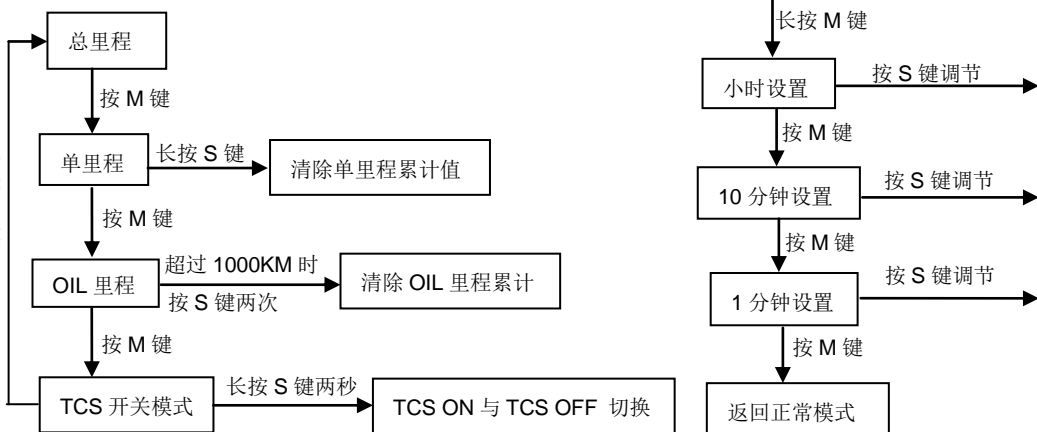 总里程
按 M 键
单里程
长按 S 键
清除单里程累计值
按 M 键
OIL 里程
超过 1000KM 时
按 S 键两次
清除 OIL 里程累计
按 M 键
TCS 开关模式
长按 S 键两秒
TCS ON 与 TCS OFF 切换
长按 M 键
小时设置
按 S 键调节
按 M 键
10 分钟设置
按 S 键调节
按 M 键
1 分钟设置
按 S 键调节
按 M 键
返回正常模式